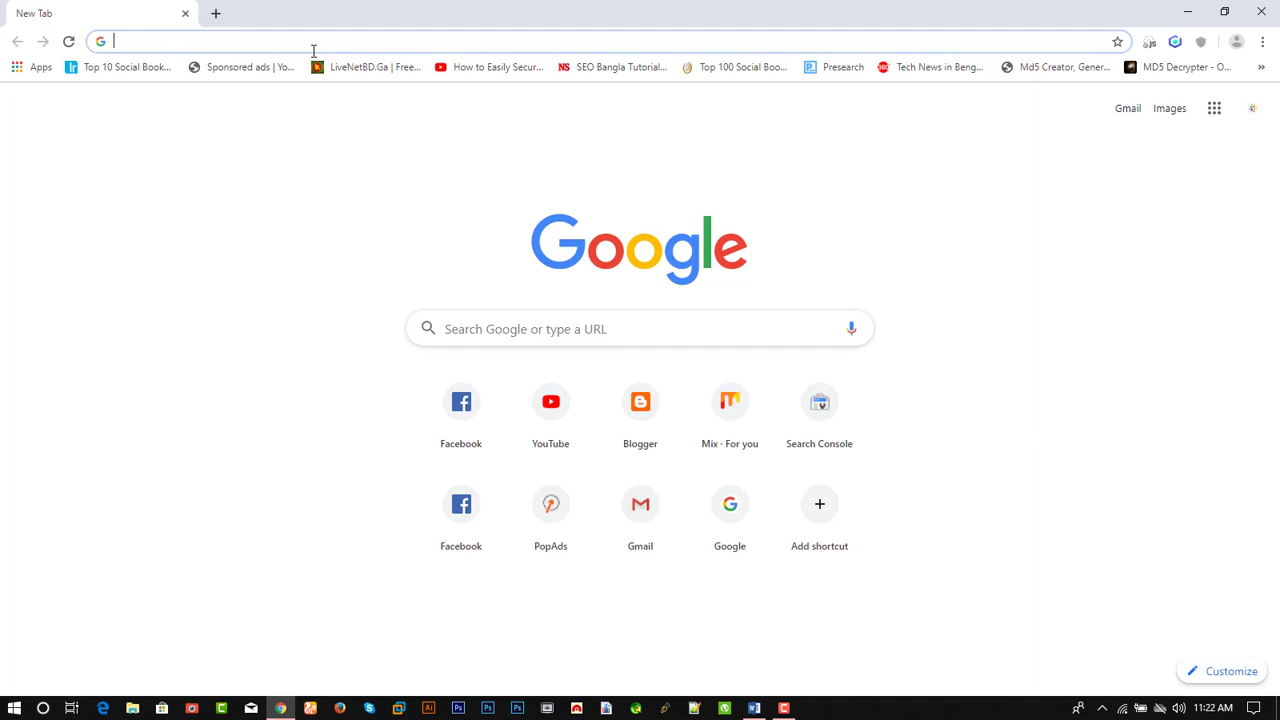 New Tab
Apps
Top 10 Social Book...
Sponsored ads | Yo...
LiveNetBD.Ga | Free...
How to Easily Secur...
NS SEO Bangla Tutorial...
Top 100 Social Boo...
Presearch
Tech News in Beng...
Md5 Creator, Gener...
MD5 Decrypter - O...
»
Gmail Images
Google
Search Google or type a URL
Facebook YouTube Blogger Mix · For you Search Console
Facebook PopAds Gmail Google Add shortcut
Customize
11:22 AM